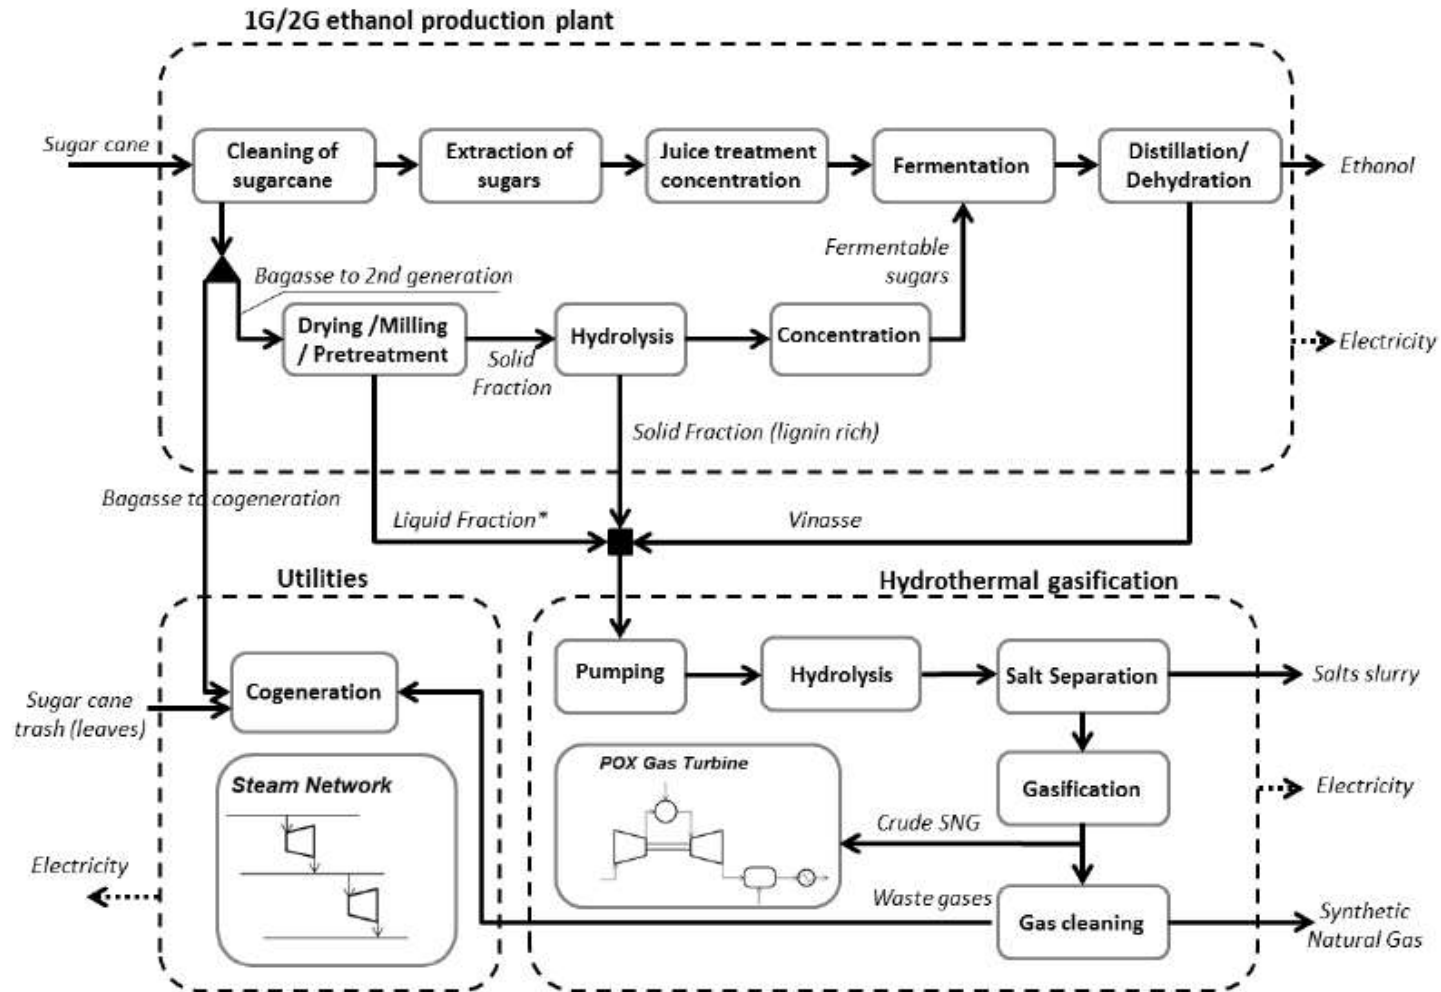 1G/2G ethanol production plant
Sugar cane
Cleaning of
sugarcane
Extraction of
sugars
Juice treatment
concentration
Fermentation
Distillation/
Dehydration
Ethanol
Fermentable
sugars
Bagasse to 2nd generation
Drying /Milling
/ Pretreatment
Solid
Fraction
Hydrolysis
Concentration
Electricity
Solid Fraction (lignin rich)
Bagasse to cogeneration
Liquid Fraction*
Vinasse
Utilities
Hydrothermal gasification
Sugar cane
trash (leaves)
Cogeneration
Steam Network
Electricity
Pumping
Hydrolysis
Salt Separation
Salts slurry
POX Gas Turbine
Gasification
Electricity
Crude SNG
Waste gases
Gas cleaning
Synthetic
Natural Gas